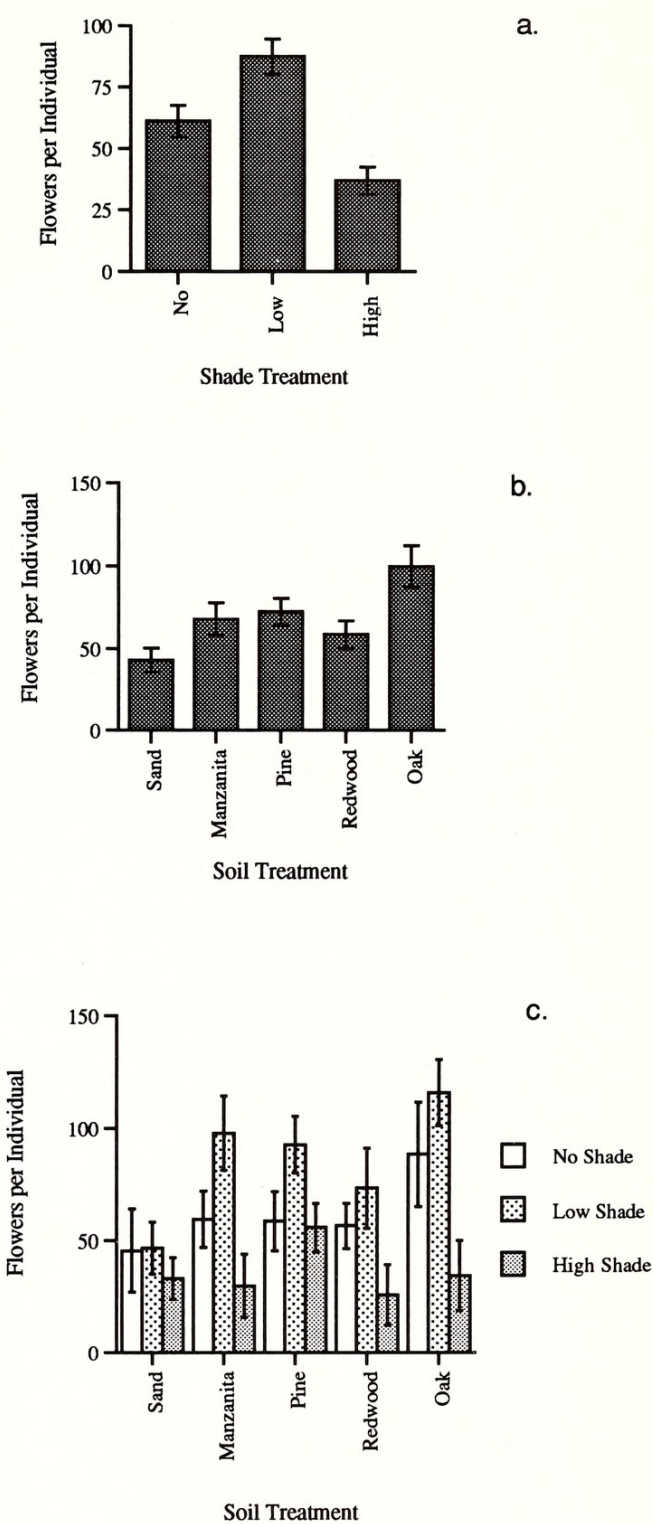 a.
Flowers per Individual
100
75
50
25
0
No
Low
High
Shade Treatment
b.
Flowers per Individual
150
100
50
0
Sand
Manzanita
Pine
Redwood
Oak
Soil Treatment
c.
Flowers per Individual
150
100
50
0
No Shade
Low Shade
High Shade
Sand
Manzanita
Pine
Redwood
Oak
Soil Treatment